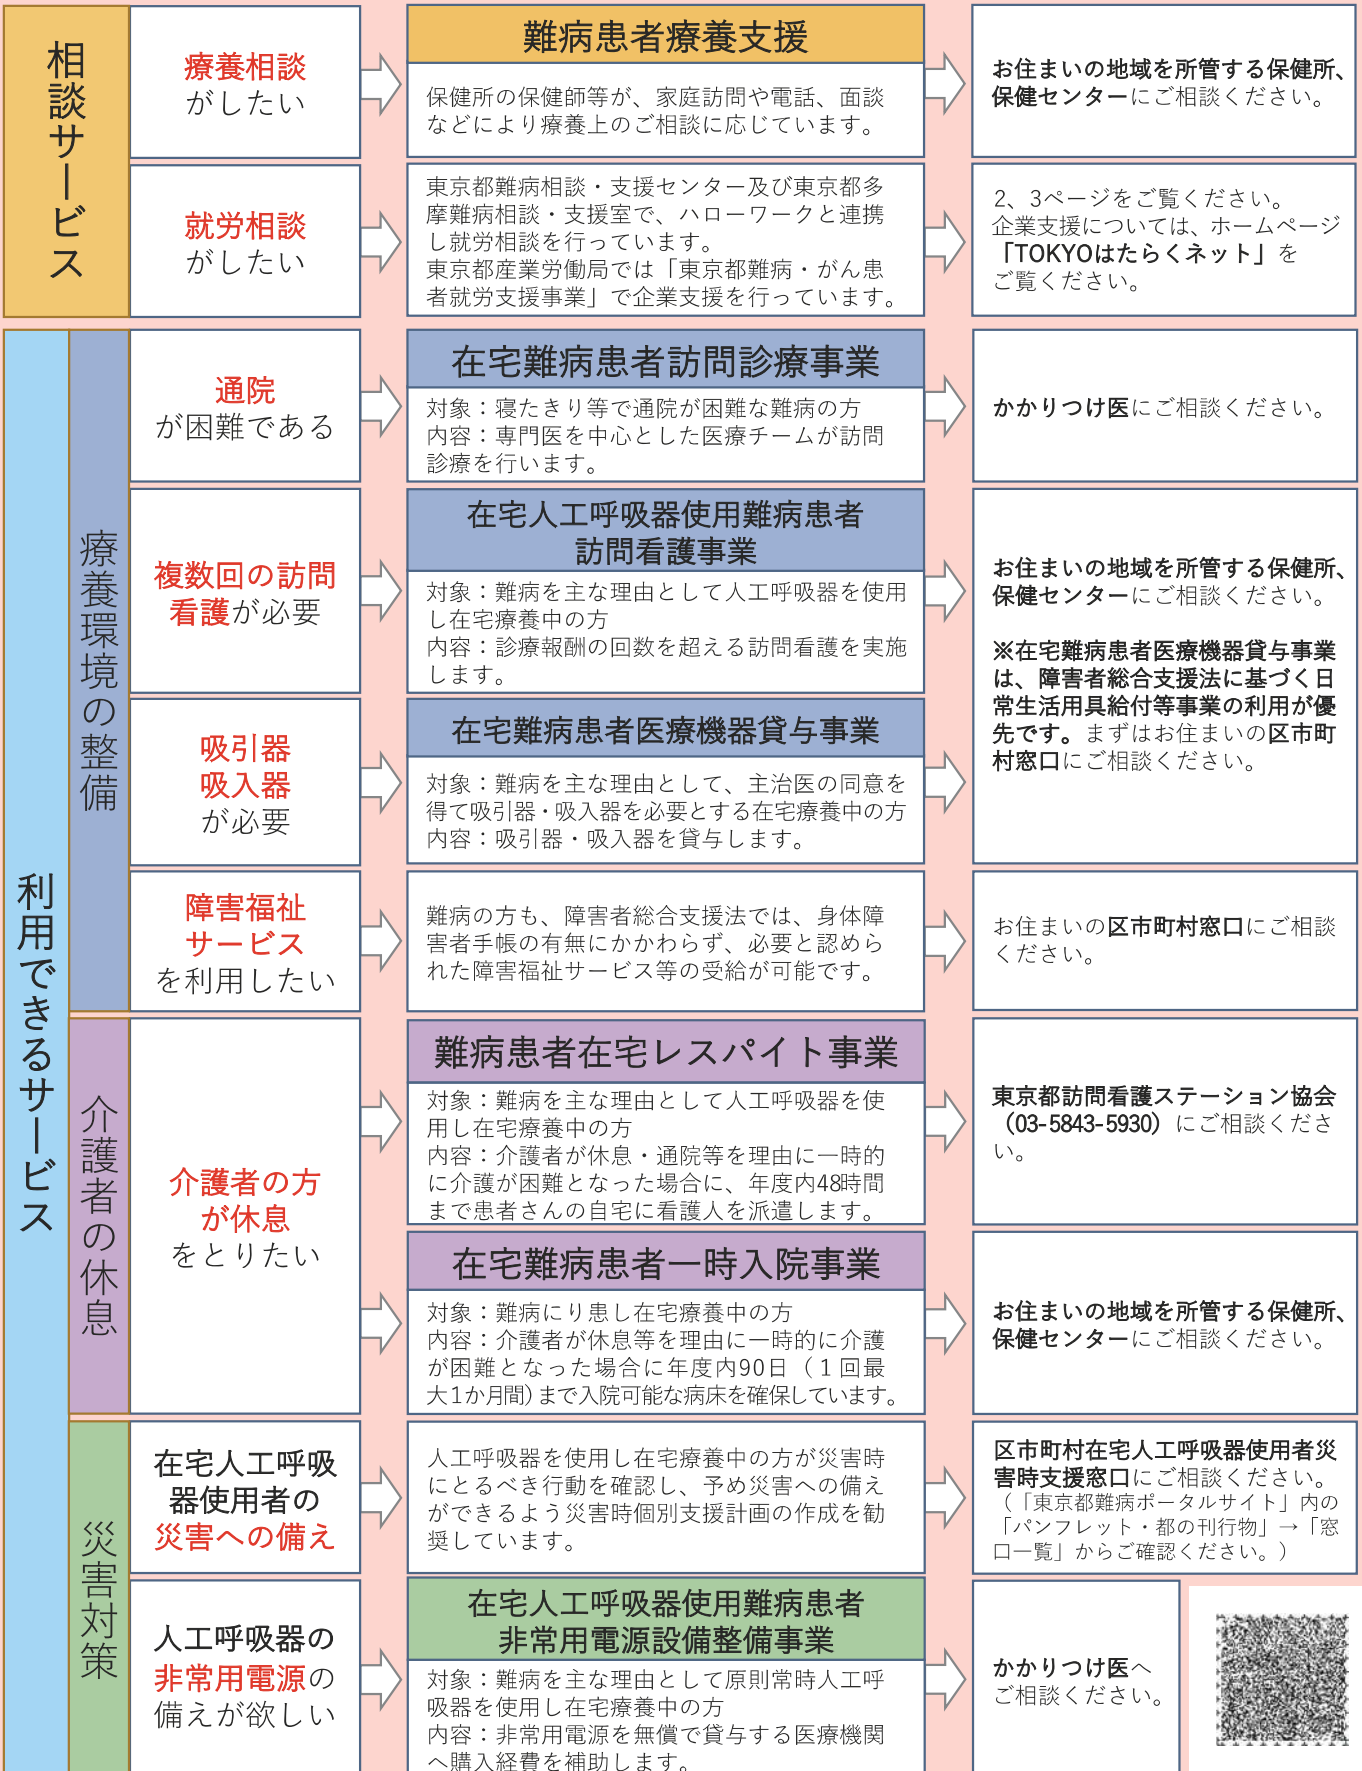 相談サービス
療養相談
がしたい
難病患者療養支援
保健所の保健師等が、家庭訪問や電話、面談
などにより療養上のご相談に応じています。
お住まいの地域を所管する保健所、
保健センターにご相談ください。
就労相談
がしたい
東京都難病相談・支援センター及び東京都多
摩難病相談・支援室で、ハローワークと連携
し就労相談を行っています。
東京都産業労働局では「東京都難病・がん患
者就労支援事業」で企業支援を行っています。
2、3ページをご覧ください。
企業支援については、ホームページ
「TOKYOはたらくネット」を
ご覧ください。
利用できるサービス
療養環境の整備
通院
が困難である
在宅難病患者訪問診療事業
対象：寝たきり等で通院が困難な難病の方
内容：専門医を中心とした医療チームが訪問
診療を行います。
かかりつけ医にご相談ください。
複数回の訪問
看護が必要
在宅人工呼吸器使用難病患者
訪問看護事業
対象：難病を主な理由として人工呼吸器を使用
し在宅療養中の方
内容：診療報酬の回数を超える訪問看護を実施
します。
お住まいの地域を所管する保健所、
保健センターにご相談ください。
※在宅難病患者医療機器貸与事業
は、障害者総合支援法に基づく日
常生活用具給付等事業の利用が優
先です。まずはお住まいの区市町
村窓口にご相談ください。
吸引器
吸入器
が必要
在宅難病患者医療機器貸与事業
対象：難病を主な理由として、主治医の同意を
得て吸引器・吸入器を必要とする在宅療養中の方
内容：吸引器・吸入器を貸与します。
障害福祉
サービス
を利用したい
難病の方も、障害者総合支援法では、身体障
害者手帳の有無にかかわらず、必要と認めら
れた障害福祉サービス等の受給が可能です。
お住まいの区市町村窓口にご相談
ください。
介護者の休息
介護者の方
が休息
をとりたい
難病患者在宅レスパイト事業
対象：難病を主な理由として人工呼吸器を使
用し在宅療養中の方
内容：介護者が休息・通院等を理由に一時的
に介護が困難となった場合に、年度内48時間
まで患者さんの自宅に看護人を派遣します。
東京都訪問看護ステーション協会
（03-5843-5930）にご相談くださ
い。
在宅難病患者一時入院事業
対象：難病にり患し在宅療養中の方
内容：介護者が休息等を理由に一時的に介護
が困難となった場合に年度内90日（１回最
大1か月間）まで入院可能な病床を確保しています。
お住まいの地域を所管する保健所、
保健センターにご相談ください。
災害対策
在宅人工呼吸
器使用者の
災害への備え
人工呼吸器を使用し在宅療養中の方が災害時
にとるべき行動を確認し、予め災害への備え
ができるよう災害時個別支援計画の作成を勧
奨しています。
区市町村在宅人工呼吸器使用者災
害時支援窓口にご相談ください。
（「東京都難病ポータルサイト」内の
「パンフレット・都の刊行物」→「窓
口一覧」からご確認ください。）
人工呼吸器の
非常用電源の
備えが欲しい
在宅人工呼吸器使用難病患者
非常用電源設備整備事業
対象：難病を主な理由として原則常時人工呼
吸器を使用し在宅療養中の方
内容：非常用電源を無償で貸与する医療機関
へ購入経費を補助します。
かかりつけ医へ
ご相談ください。